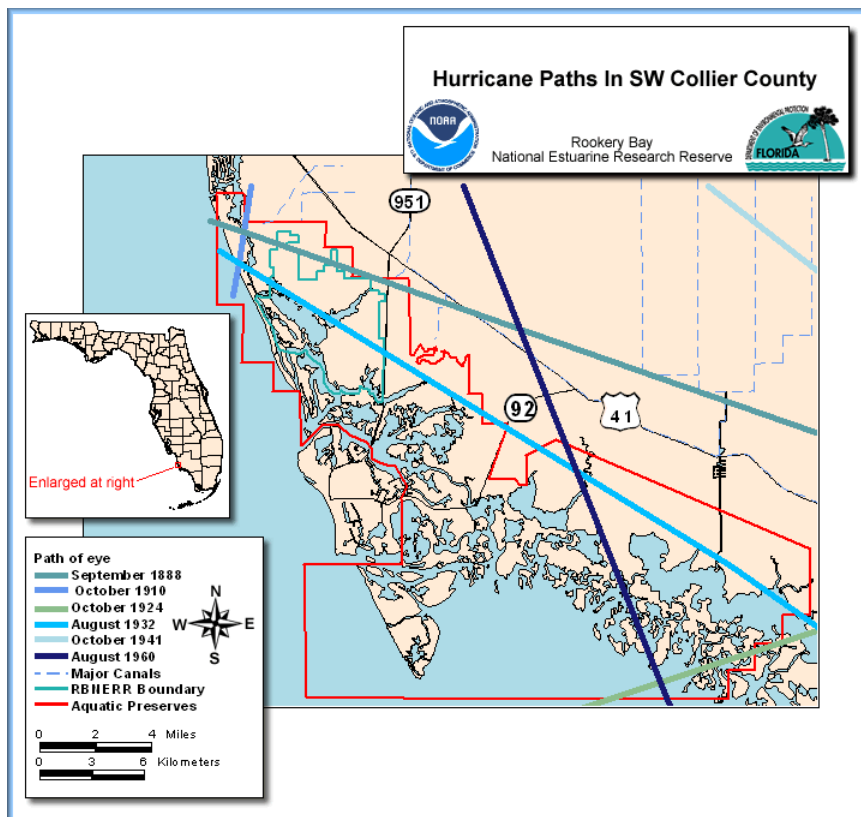 Hurricane Paths In SW Collier County
NOAA
Rookery Bay
National Estuarine Research Reserve
FLORIDA
951
92
41
Enlarged at right
Path of eye
September 1888
October 1910
October 1924
August 1932
October 1941
August 1960
Major Canals
RBNERR Boundary
Aquatic Preserves
N
W E
S
0 2 4 Miles
0 3 6 Kilometers